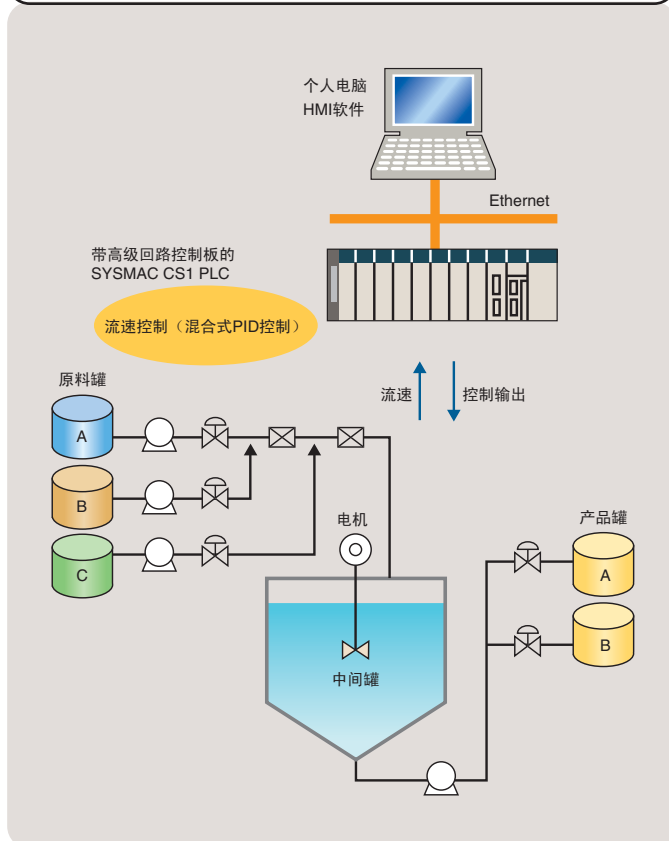 个人电脑
HMI软件
Ethernet
带高级回路控制板的
SYSMAC CS1 PLC
流速控制（混合式PID控制）
原料罐
流速
控制输出
A
B
C
电机
产品罐
A
B
中间罐